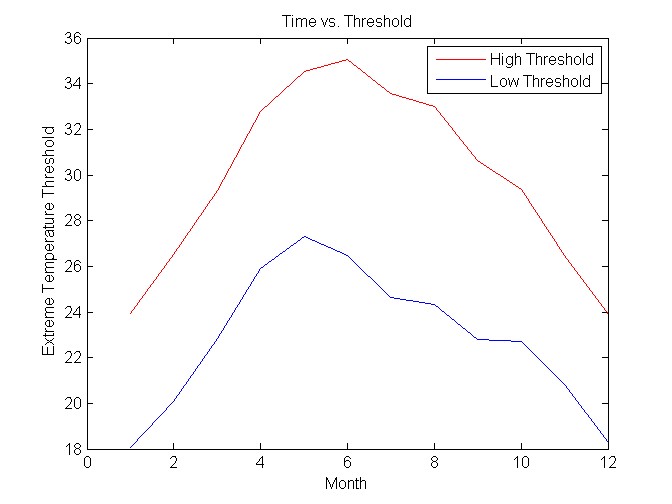 Time vs. Threshold
High Threshold
Low Threshold
Extreme Temperature Threshold
36
34
32
30
28
26
24
22
20
18
0 2 4 6 8 10 12
Month